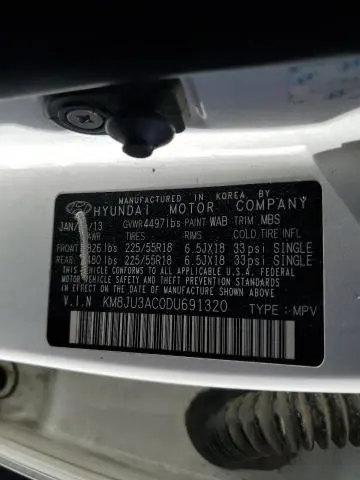 MANUFACTURED IN KOREA BY
HYUNDAI MOTOR COMPANY
JAN/ /13 GVWR 4497lbs PAINT WAB TRIM MBS
TIRES RIMS COLD TIRE INFL
FRONT 225/55R18 6.5JX18 33psi SINGLE
REAR 225/55R18 6.5JX18 33psi SINGLE
THIS VEHICLE CONFORMS TO ALL APPLICABLE U.S.A. FEDERAL
MOTOR VEHICLE SAFETY, BUMPER, AND THEFT PREVENTION
STANDARDS IN EFFECT ON THE DATE OF MANUFACTURE SHOWN ABOVE.
V.I.N KM8JU3AC0DU691320 TYPE : MPV